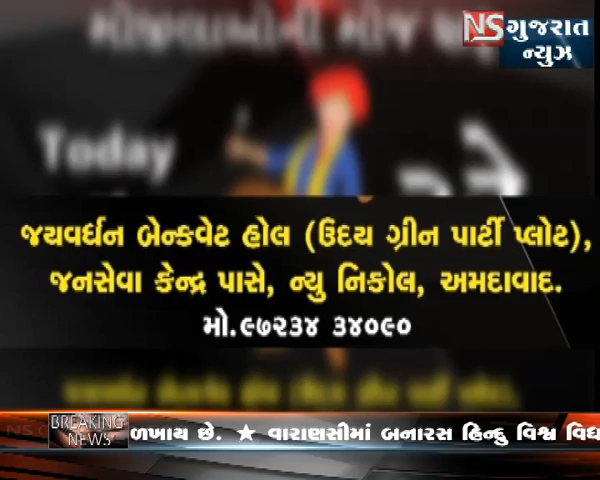 NS ગુજરાત
ન્યુઝ
Today
જયવર્ધન બેન્કવેટ હોલ (ઉદય ગ્રીન પાર્ટી પ્લોટ),
જનસેવા કેન્દ્ર પાસે, ન્યુ નિકોલ, અમદાવાદ.
મો.૯૭૨૩૪ ૩૪૦૯૦
BREAKING
NEWS
ળખાય છે. ★ વારાણસીમાં બનારસ હિન્દુ વિશ્વ વિદ્ય